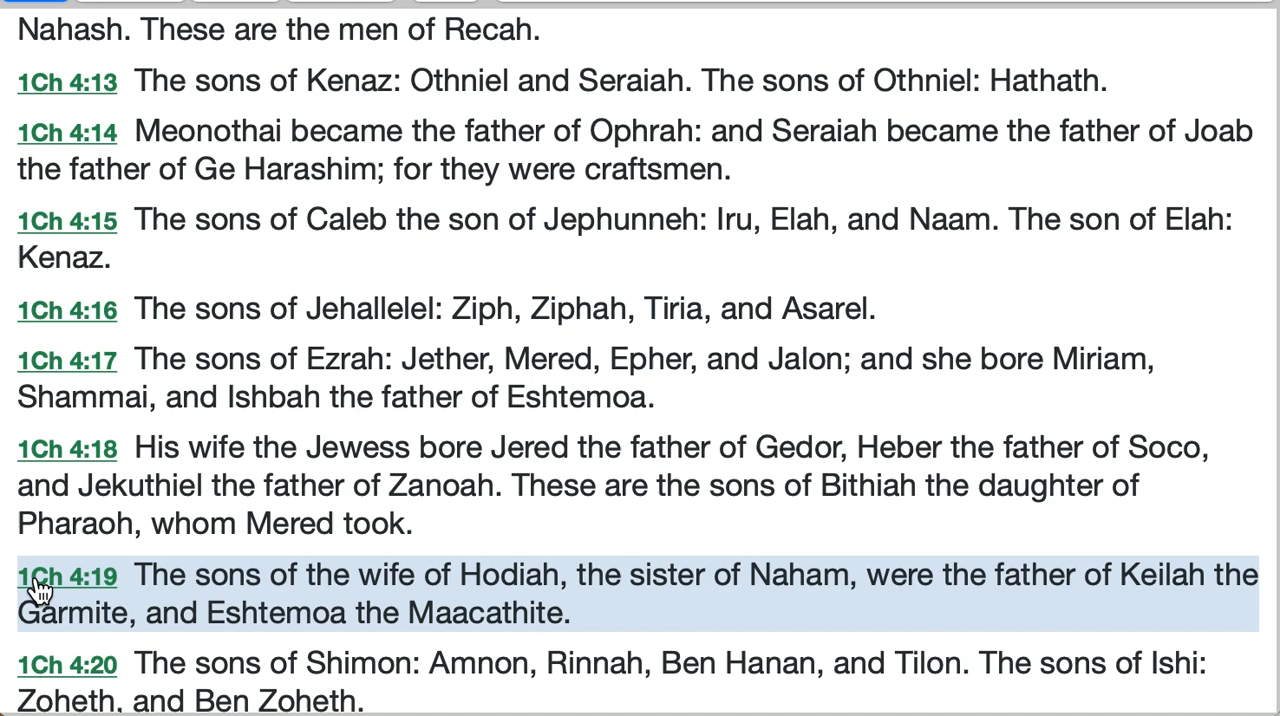 Nahash. These are the men of Recah.
1Ch 4:13 The sons of Kenaz: Othniel and Seraiah. The sons of Othniel: Hathath.
1Ch 4:14 Meonothai became the father of Ophrah: and Seraiah became the father of Joab
the father of Ge Harashim; for they were craftsmen.
1Ch 4:15 The sons of Caleb the son of Jephunneh: Iru, Elah, and Naam. The son of Elah:
Kenaz.
1Ch 4:16 The sons of Jehallelel: Ziph, Ziphah, Tiria, and Asarel.
1Ch 4:17 The sons of Ezrah: Jether, Mered, Epher, and Jalon; and she bore Miriam,
Shammai, and Ishbah the father of Eshtemoa.
1Ch 4:18 His wife the Jewess bore Jered the father of Gedor, Heber the father of Soco,
and Jekuthiel the father of Zanoah. These are the sons of Bithiah the daughter of
Pharaoh, whom Mered took.
1Ch 4:19 The sons of the wife of Hodiah, the sister of Naham, were the father of Keilah the
Garmite, and Eshtemoa the Maacathite.
1Ch 4:20 The sons of Shimon: Amnon, Rinnah, Ben Hanan, and Tilon. The sons of Ishi:
Zoheth, and Ben Zoheth.